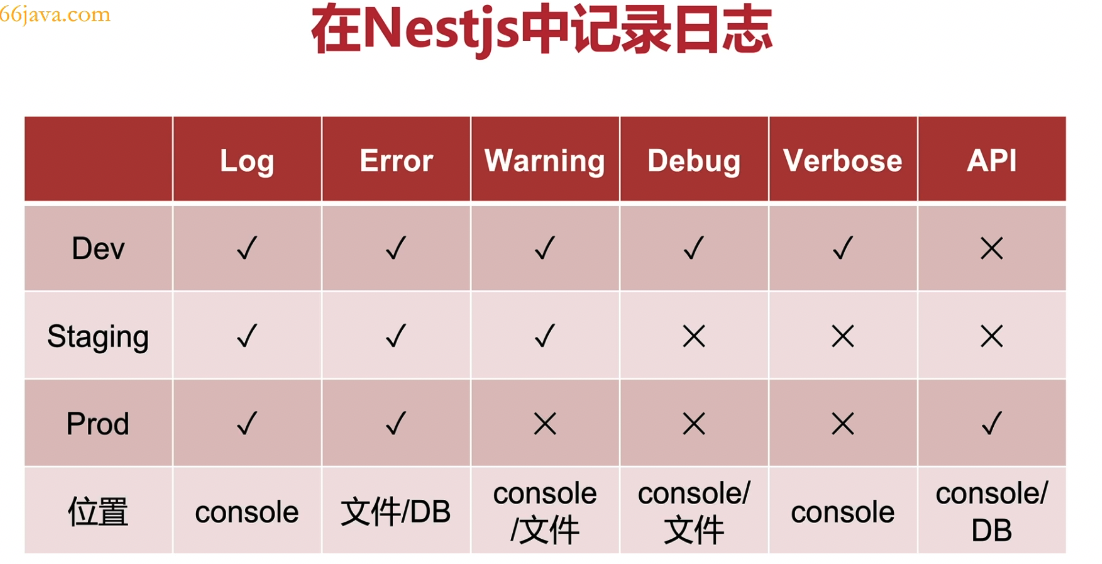 66java.com
在Nestjs中记录日志
Log Error Warning Debug Verbose API
Dev ✓ ✓ ✓ ✓ ✓ ×
Staging ✓ ✓ ✓ × × ×
Prod ✓ ✓ × × × ✓
位置 console 文件/DB console/文件 console/文件 console console/DB